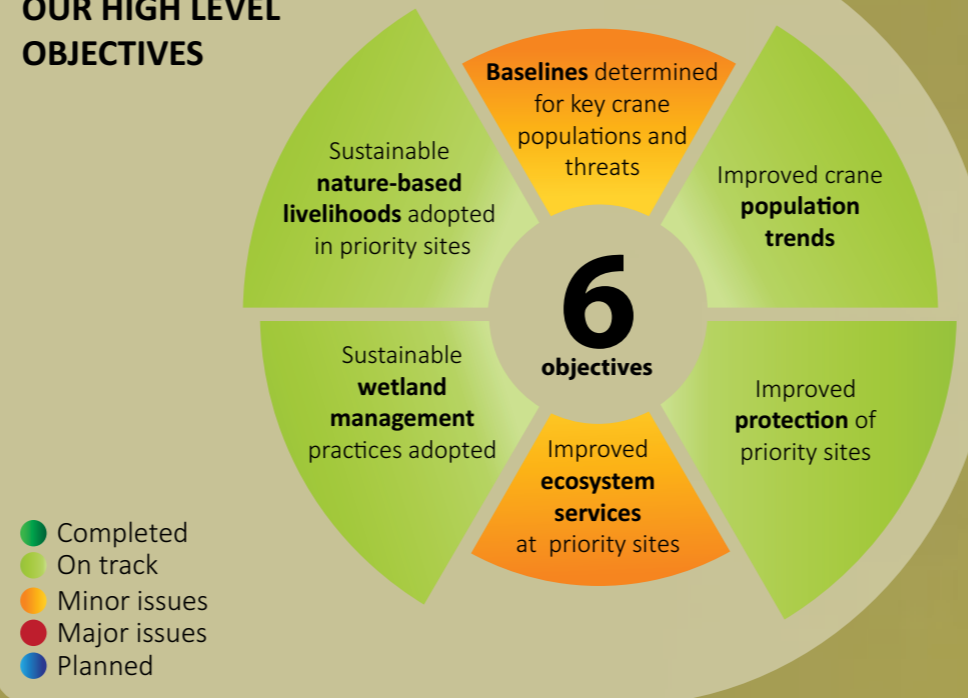 OUR HIGH LEVEL
OBJECTIVES
Baselines determined
for key crane
populations and
threats
Improved crane
population
trends
Improved
protection of
priority sites
Improved
ecosystem
services
at priority sites
Sustainable
wetland
management
practices adopted
Sustainable
nature-based
livelihoods adopted
in priority sites
6
objectives
Completed
On track
Minor issues
Major issues
Planned